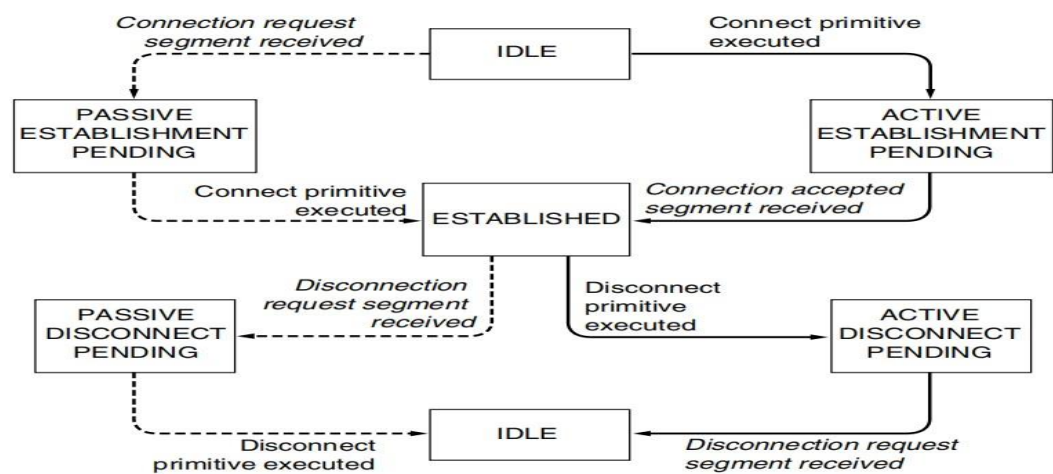 Connection request
segment received
IDLE
Connect primitive
executed
PASSIVE
ESTABLISHMENT
PENDING
ACTIVE
ESTABLISHMENT
PENDING
Connect primitive
executed
ESTABLISHED
Connection accepted
segment received
Disconnection
request segment
received
Disconnect
primitive
executed
PASSIVE
DISCONNECT
PENDING
ACTIVE
DISCONNECT
PENDING
Disconnect
primitive executed
IDLE
Disconnection request
segment received